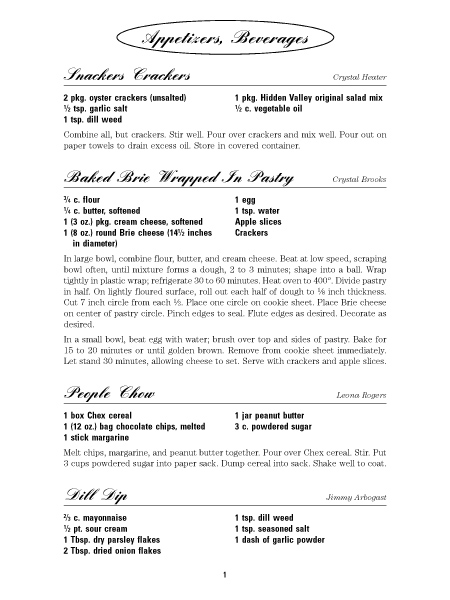 Appetizers, Beverages
Snackers Crackers Crystal Heater
2 pkg. oyster crackers (unsalted) 1 pkg. Hidden Valley original salad mix
½ tsp. garlic salt ½ c. vegetable oil
1 tsp. dill weed
Combine all, but crackers. Stir well. Pour over crackers and mix well. Pour out on
paper towels to drain excess oil. Store in covered container.
Baked Brie Wrapped In Pastry Crystal Brooks
¾ c. flour 1 egg
¼ c. butter, softened 1 tsp. water
1 (3 oz.) pkg. cream cheese, softened Apple slices
1 (8 oz.) round Brie cheese (14½ inches Crackers
in diameter)
In large bowl, combine flour, butter, and cream cheese. Beat at low speed, scraping
bowl often, until mixture forms a dough, 2 to 3 minutes; shape into a ball. Wrap
tightly in plastic wrap; refrigerate 30 to 60 minutes. Heat oven to 400°. Divide pastry
in half. On lightly floured surface, roll out each half of dough to ⅛ inch thickness.
Cut 7 inch circle from each ½. Place one circle on cookie sheet. Place Brie cheese
on center of pastry circle. Pinch edges to seal. Flute edges as desired. Decorate as
desired.
In a small bowl, beat egg with water; brush over top and sides of pastry. Bake for
15 to 20 minutes or until golden brown. Remove from cookie sheet immediately.
Let stand 30 minutes, allowing cheese to set. Serve with crackers and apple slices.
People Chow Leona Rogers
1 box Chex cereal 1 jar peanut butter
1 (12 oz.) bag chocolate chips, melted 3 c. powdered sugar
1 stick margarine
Melt chips, margarine, and peanut butter together. Pour over Chex cereal. Stir. Put
3 cups powdered sugar into paper sack. Dump cereal into sack. Shake well to coat.
Dill Dip Jimmy Arbogast
⅔ c. mayonnaise 1 tsp. dill weed
½ pt. sour cream 1 tsp. seasoned salt
1 Tbsp. dry parsley flakes 1 dash of garlic powder
2 Tbsp. dried onion flakes
1